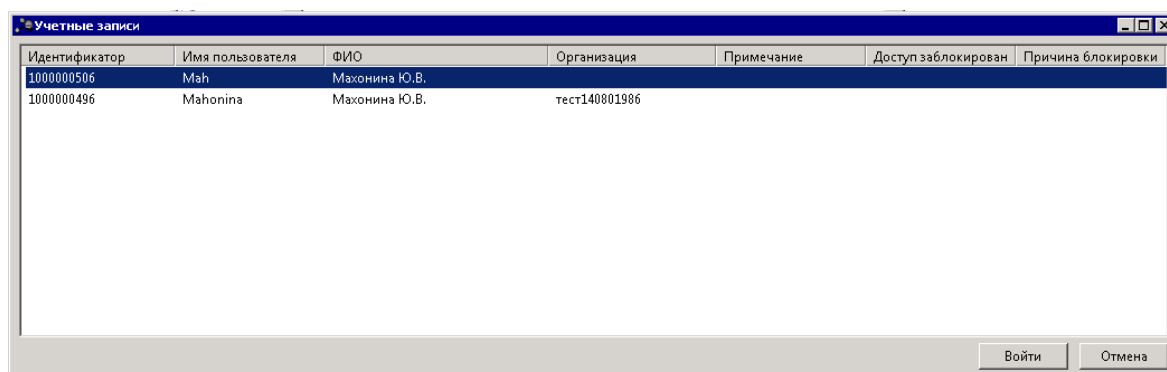 Учетные записи
Идентификатор Имя пользователя ФИО Организация Примечание Доступ заблокирован Причина блокировки
1000000506 Mah Махонина Ю.В.
1000000496 Mahonina Махонина Ю.В. тест140801986
Войти Отмена